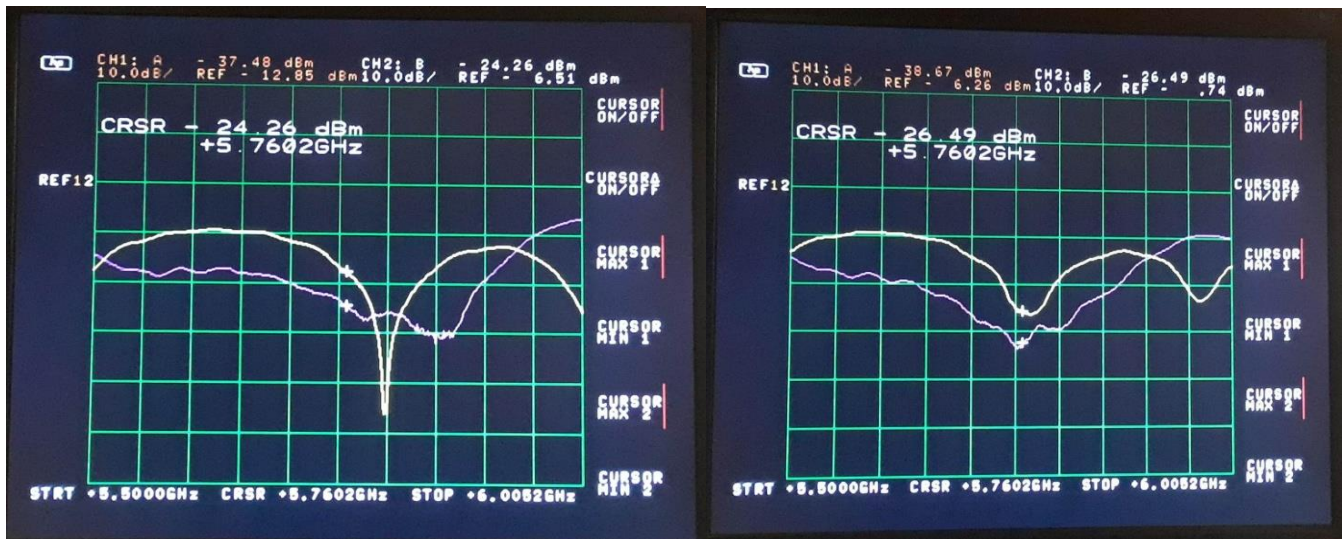 hp CH1: A - 37.48 dBm CH2: B - 24.26 dBm
10.0dB/ REF - 12.85 dBm 10.0dB/ REF - 6.51 dBm
CURSOR
ON/OFF
CRSR - 24.26 dBm
+5.7602GHz
REF12
CURSOR∆
ON/OFF
CURSOR
MAX 1
CURSOR
MIN 1
CURSOR
MAX 2
CURSOR
MIN 2
STRT +5.5000GHz CRSR +5.7602GHz STOP +6.0052GHz
hp CH1: A - 38.67 dBm CH2: B - 26.49 dBm
10.0dB/ REF - 6.26 dBm 10.0dB/ REF - .74 dBm
CURSOR
ON/OFF
CRSR - 26.49 dBm
+5.7602GHz
REF12
CURSOR∆
ON/OFF
CURSOR
MAX 1
CURSOR
MIN 1
CURSOR
MAX 2
CURSOR
MIN 2
STRT +5.5000GHz CRSR +5.7602GHz STOP +6.0052GHz